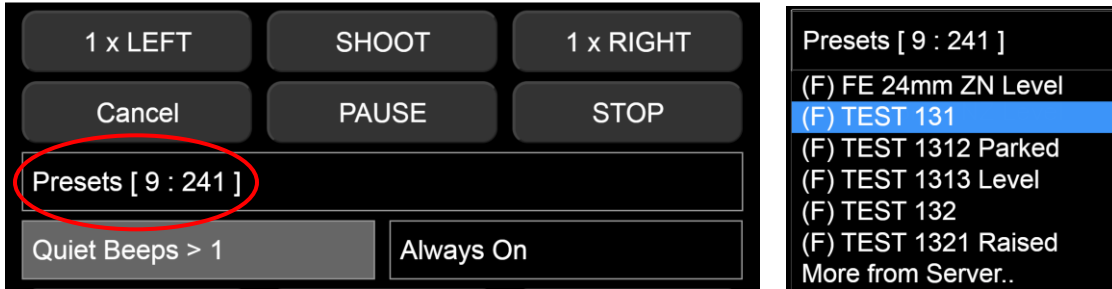 1 x LEFT
SHOOT
1 x RIGHT
Cancel
PAUSE
STOP
Presets [ 9 : 241 ]
Quiet Beeps > 1
Always On
Presets [ 9 : 241 ]
(F) FE 24mm ZN Level
(F) TEST 131
(F) TEST 1312 Parked
(F) TEST 1313 Level
(F) TEST 132
(F) TEST 1321 Raised
More from Server..